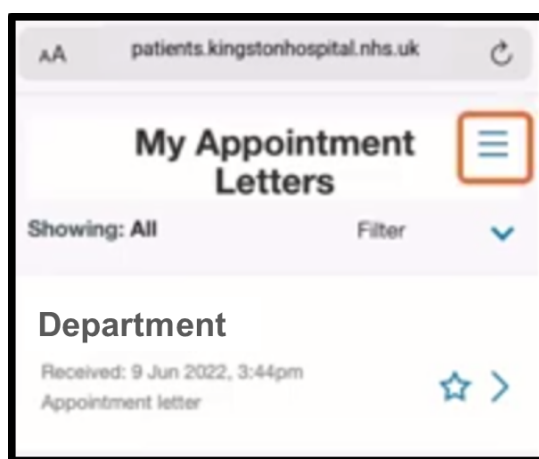 AA patients.kingstonhospital.nhs.uk
My Appointment
Letters
Showing: All Filter
Department
Received: 9 Jun 2022, 3:44pm
Appointment letter